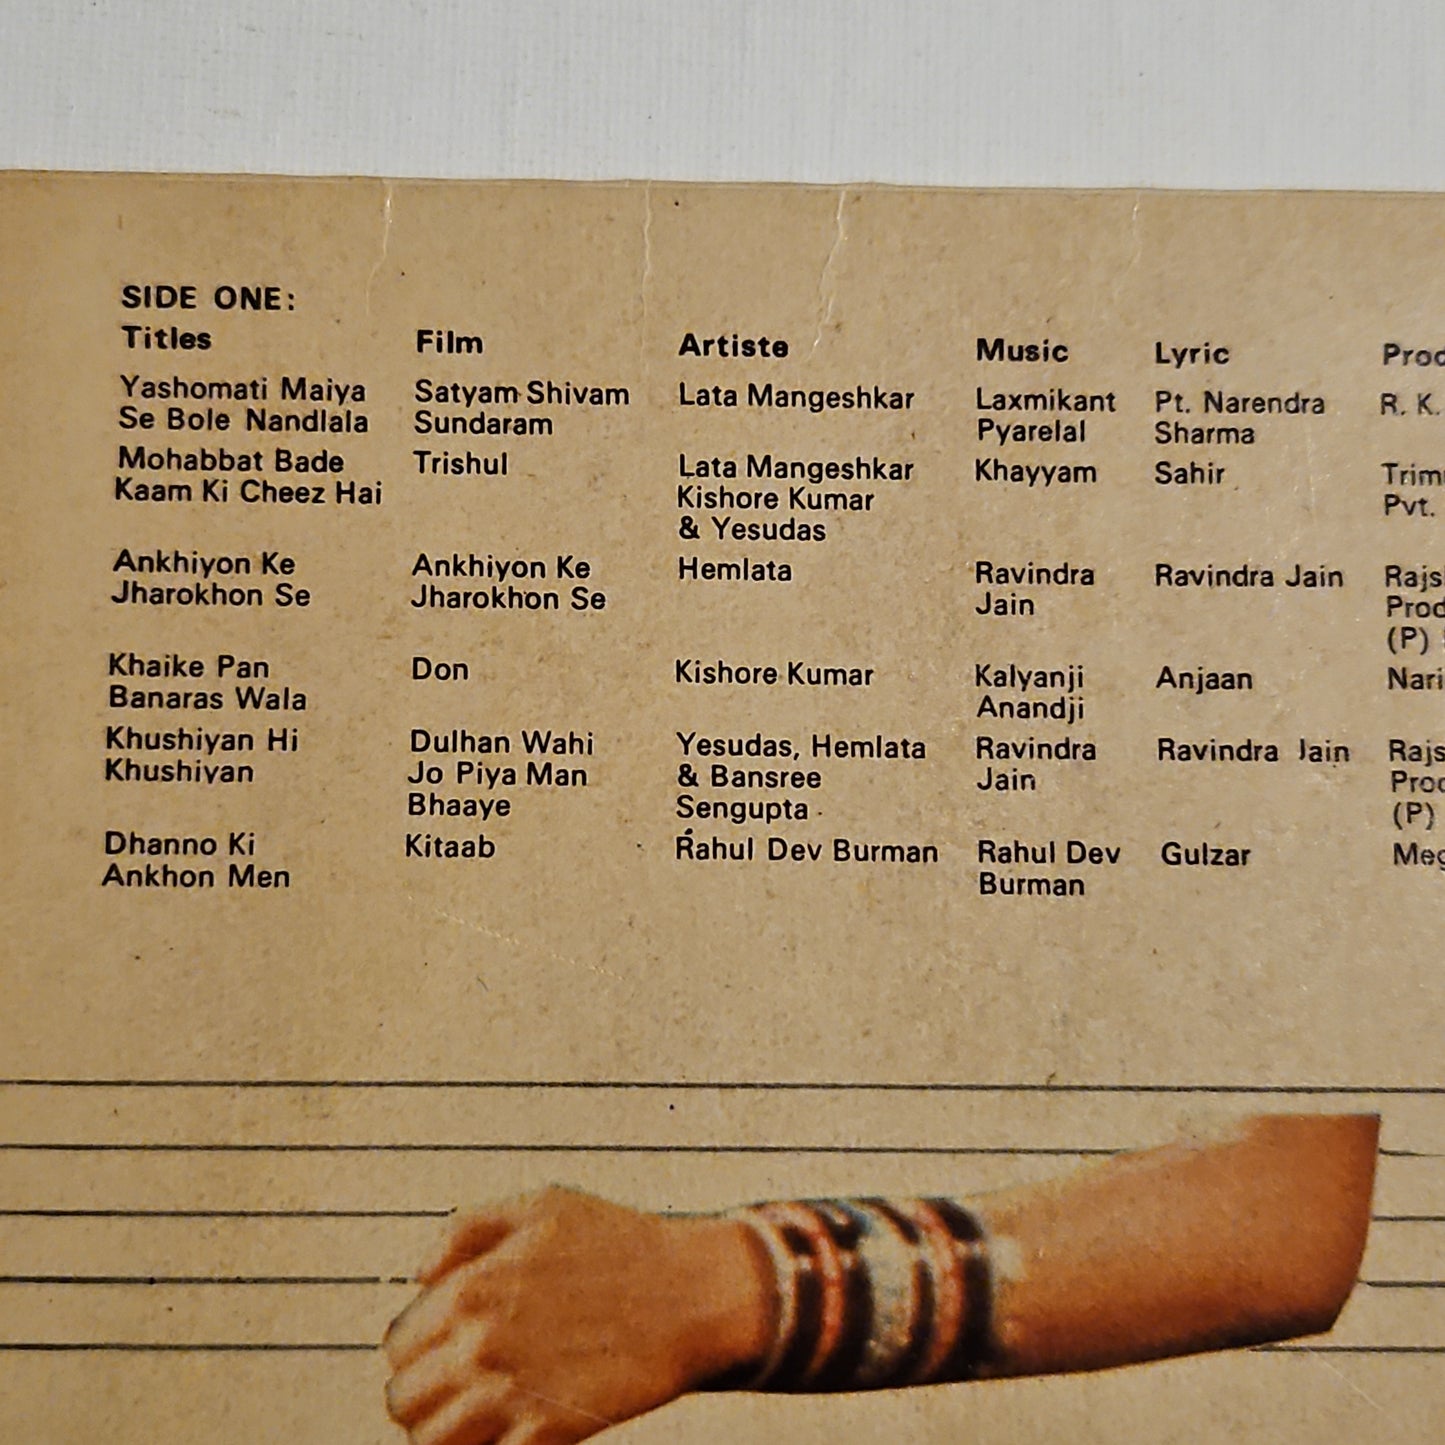 SIDE ONE:
Titles Film Artiste Music Lyric
Yashomati Maiya Satyam Shivam Lata Mangeshkar Laxmikant Pt. Narendra R. K.
Se Bole Nandlala Sundaram Pyarelal Sharma
Mohabbat Bade Trishul Lata Mangeshkar Khayyam Sahir
Kaam Ki Cheez Hai Kishore Kumar Pvt.
& Yesudas
Ankhiyon Ke Ankhiyon Ke Hemlata Ravindra Ravindra Jain
Jharokhon Se Jharokhon Se Jain
(P)
Khaike Pan Don Kishore Kumar Kalyanji Anjaan
Banaras Wala Anandji
Khushiyan Hi Dulhan Wahi Yesudas, Hemlata Ravindra Ravindra Jain
Khushiyan Jo Piya Man & Bansree Jain
Bhaaye Sengupta (P)
Dhanno Ki Kitaab Rahul Dev Burman Rahul Dev Gulzar
Ankhon Men Burman